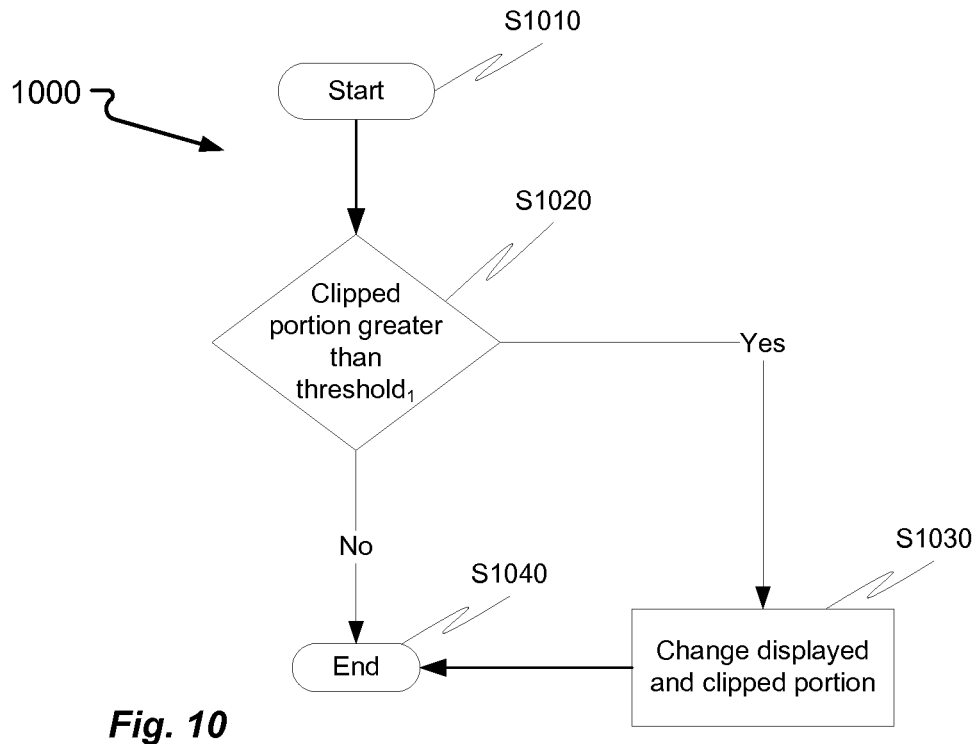 S1010
1000
Start
S1020
Clipped
portion greater
than
threshold₁
Yes
No
S1030
S1040
End
Change displayed
and clipped portion
Fig. 10